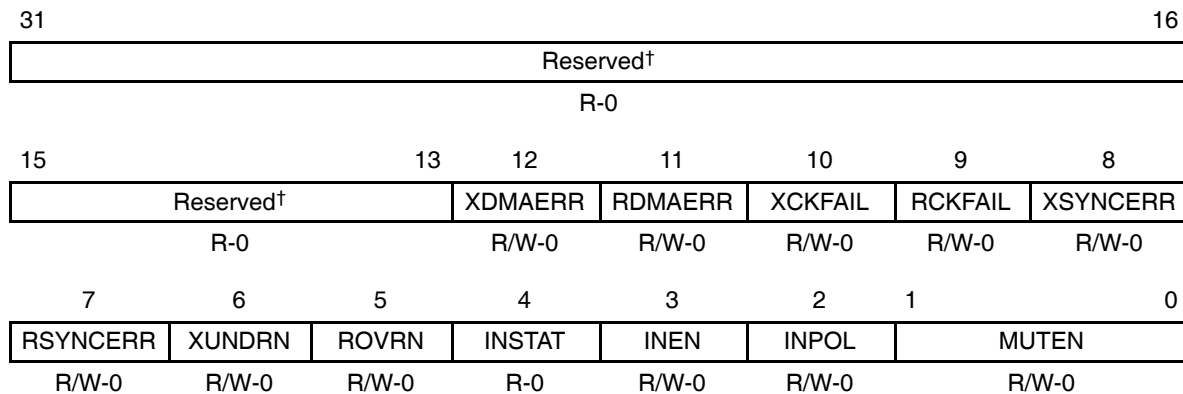 31 16
Reserved†
R-0
15 13 12 11 10 9 8
Reserved† XDMAERR RDMAERR XCKFAIL RCKFAIL XSYNCERR
R-0 R/W-0 R/W-0 R/W-0 R/W-0 R/W-0
7 6 5 4 3 2 1 0
RSYNCERR XUNDRN ROVRN INSTAT INEN INPOL MUTEN
R/W-0 R/W-0 R/W-0 R-0 R/W-0 R/W-0 R/W-0